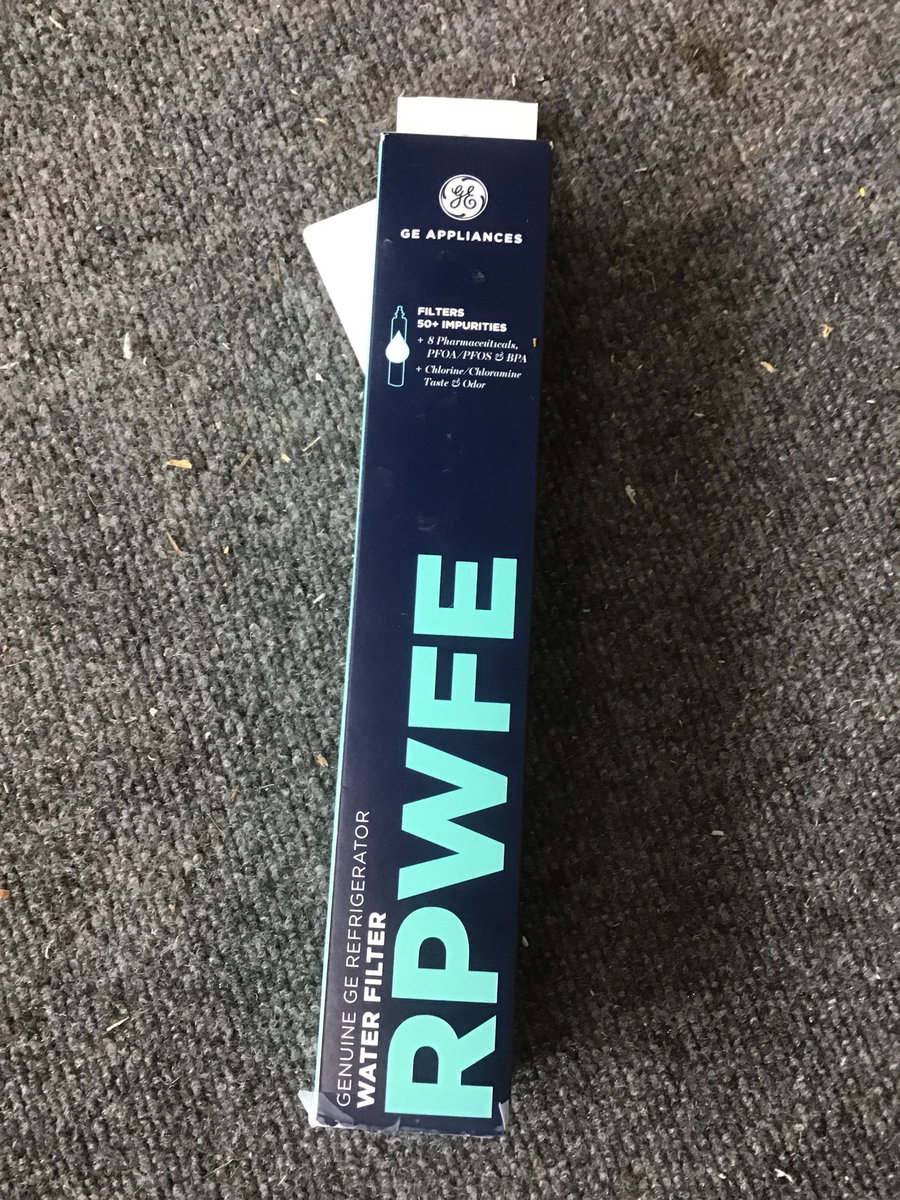 GE
GE APPLIANCES
FILTERS
50+ IMPURITIES
+ 8 Pharmaceuticals,
PFOA/PFOS & BPA
+ Chlorine/Chloramine
Taste & Odor
GENUINE GE REFRIGERATOR
WATER FILTER
RPWFE